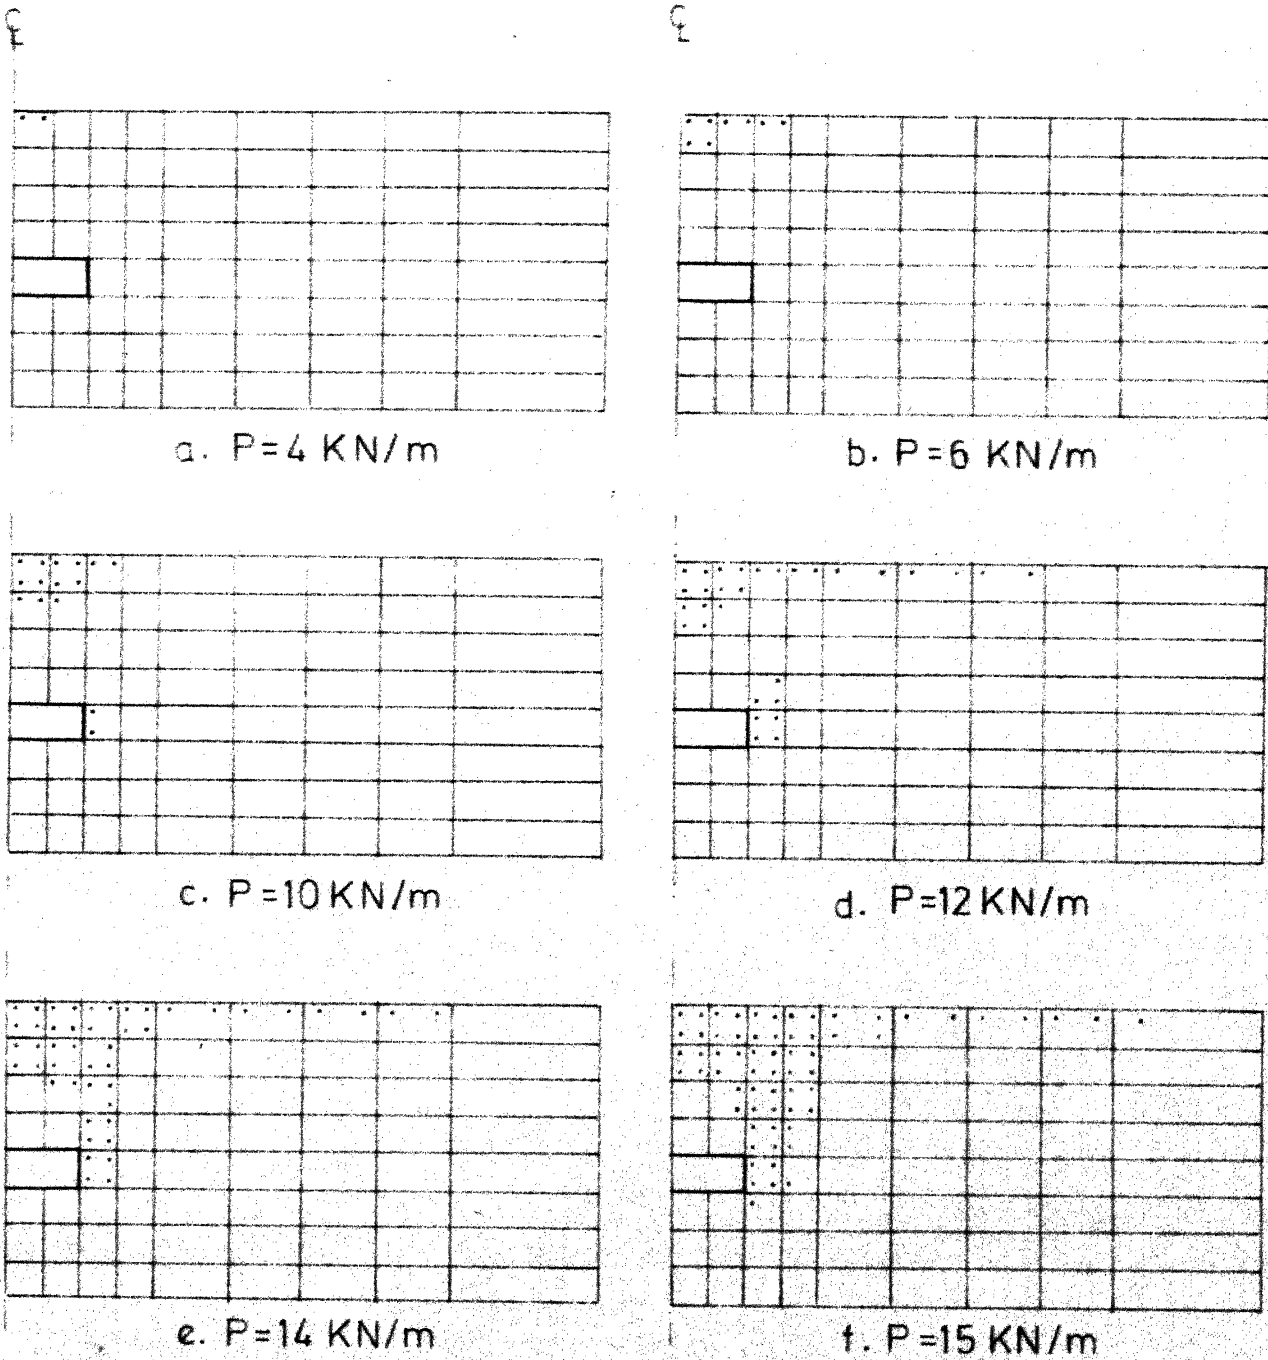 ℄
℄
a. P=4 KN/m
b. P=6 KN/m
c. P=10 KN/m
d. P=12 KN/m
e. P=14 KN/m
f. P=15 KN/m